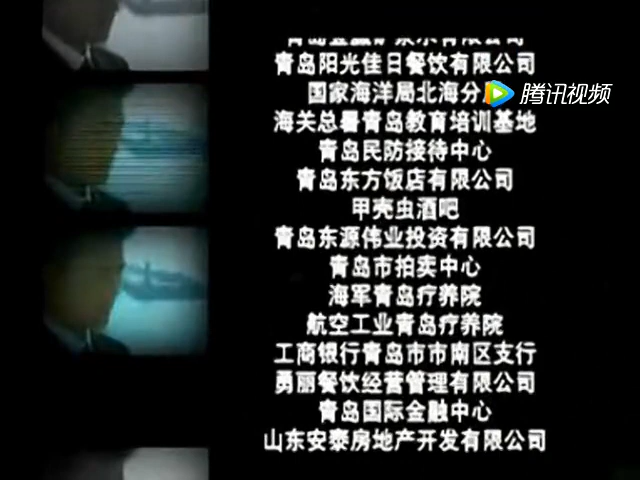 青岛阳光佳日餐饮有限公司
国家海洋局北海分
腾讯视频
海关总署青岛教育培训基地
青岛民防接待中心
青岛东方饭店有限公司
甲壳虫酒吧
青岛东源伟业投资有限公司
青岛市拍卖中心
海军青岛疗养院
航空工业青岛疗养院
工商银行青岛市市南区支行
勇丽餐饮经营管理有限公司
青岛国际金融中心
山东安泰房地产开发有限公司